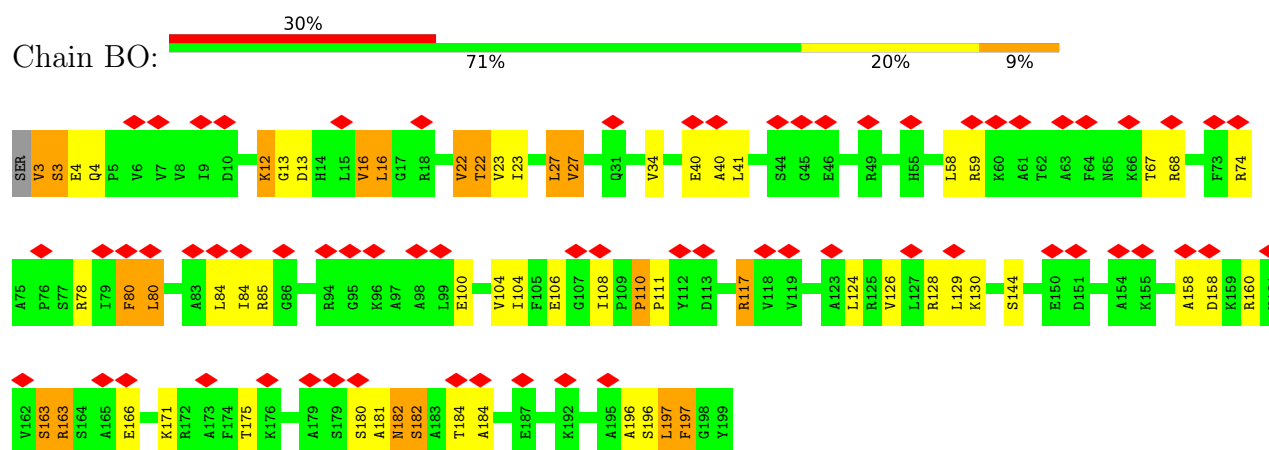 30%
Chain BO:
71% 20% 9%
SER V3 S3 E4 Q4 P5 V6 V7 V8 I9 D10 K12 G13 D13 H14 L15 V16 L16 G17 R18 V22 T22 V23 I23 L27 V27 Q31 V34 E40 A40 L41 S44 G45 E46 R49 H55 L58 R59 K60 A61 T62 A63 F64 N65 K66 T67 R68 F73 R74
A75 P76 S77 R78 I79 F80 L80 A83 L84 I84 R85 G86 R94 G95 K96 A97 A98 L99 E100 V104 I104 F105 E106 G107 I108 P109 P110 P111 Y112 D113 R117 V118 V119 A123 L124 R125 V126 L127 R128 L129 K130 S144 E150 D151 A154 K155 A158 D158 K159 R160
V162 S163 R163 S164 A165 E166 K171 R172 A173 F174 T175 K176 A179 S179 S180 A181 N182 S182 A183 T184 A184 E187 K192 A195 A196 S196 L197 F197 G198 Y199